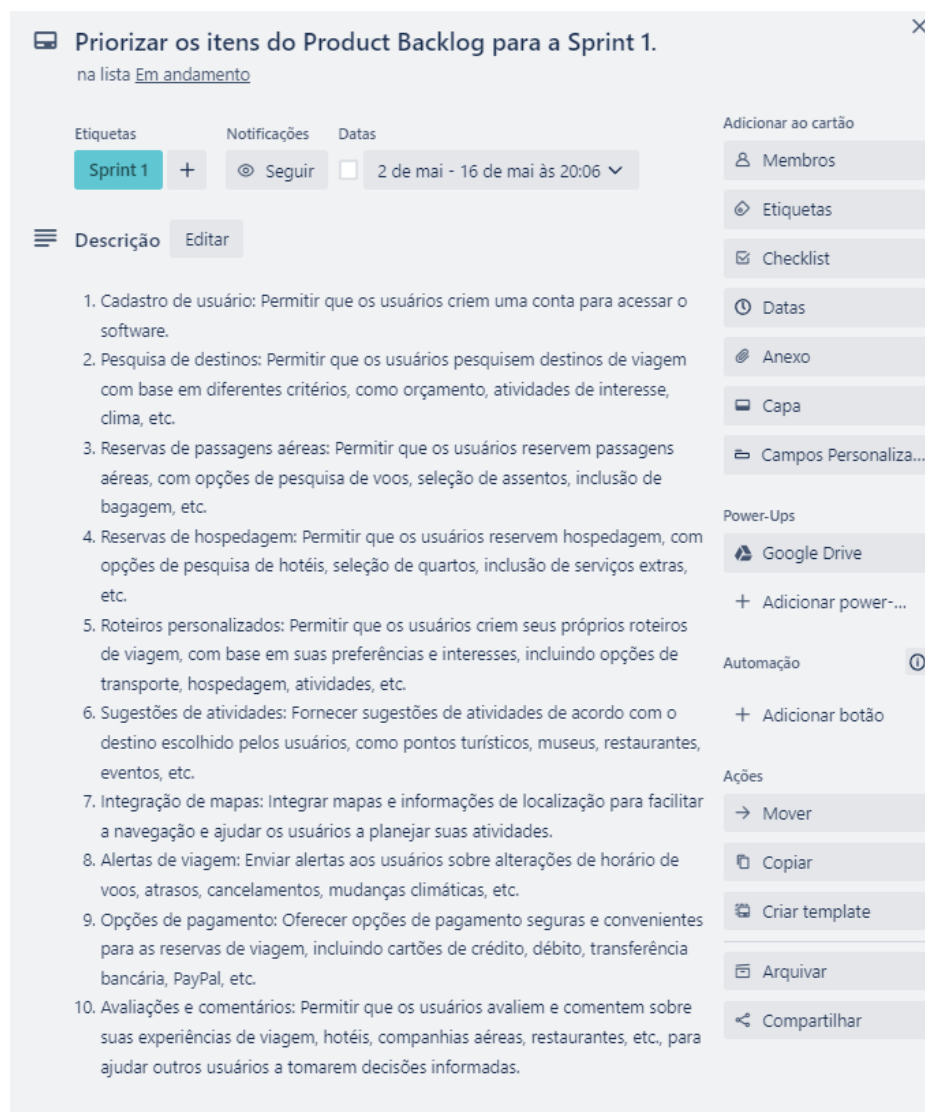 Priorizar os itens do Product Backlog para a Sprint 1.
na lista Em andamento
Etiquetas
Notificações
Datas
Sprint 1
+
Seguir
2 de mai - 16 de mai às 20:06
Descrição
Editar
1. Cadastro de usuário: Permitir que os usuários criem uma conta para acessar o
software.
2. Pesquisa de destinos: Permitir que os usuários pesquisem destinos de viagem
com base em diferentes critérios, como orçamento, atividades de interesse,
clima, etc.
3. Reservas de passagens aéreas: Permitir que os usuários reservem passagens
aéreas, com opções de pesquisa de voos, seleção de assentos, inclusão de
bagagem, etc.
4. Reservas de hospedagem: Permitir que os usuários reservem hospedagem, com
opções de pesquisa de hotéis, seleção de quartos, inclusão de serviços extras,
etc.
5. Roteiros personalizados: Permitir que os usuários criem seus próprios roteiros
de viagem, com base em suas preferências e interesses, incluindo opções de
transporte, hospedagem, atividades, etc.
6. Sugestões de atividades: Fornecer sugestões de atividades de acordo com o
destino escolhido pelos usuários, como pontos turísticos, museus, restaurantes,
eventos, etc.
7. Integração de mapas: Integrar mapas e informações de localização para facilitar
a navegação e ajudar os usuários a planejar suas atividades.
8. Alertas de viagem: Enviar alertas aos usuários sobre alterações de horário de
voos, atrasos, cancelamentos, mudanças climáticas, etc.
9. Opções de pagamento: Oferecer opções de pagamento seguras e convenientes
para as reservas de viagem, incluindo cartões de crédito, débito, transferência
bancária, PayPal, etc.
10. Avaliações e comentários: Permitir que os usuários avaliem e comentem sobre
suas experiências de viagem, hotéis, companhias aéreas, restaurantes, etc., para
ajudar outros usuários a tomarem decisões informadas.
Adicionar ao cartão
Membros
Etiquetas
Checklist
Datas
Anexo
Capa
Campos Personaliza...
Power-Ups
Google Drive
+ Adicionar power-...
Automação
+ Adicionar botão
Ações
Mover
Copiar
Criar template
Arquivar
Compartilhar